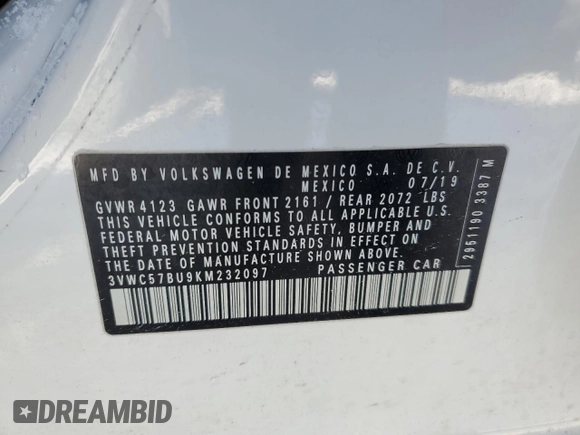 MFD BY VOLKSWAGEN DE MEXICO S.A. DE C.V.
MEXICO 07/19
GVWR 4123 GAWR FRONT 2161 / REAR 2072 LBS
THIS VEHICLE CONFORMS TO ALL APPLICABLE U.S.
FEDERAL MOTOR VEHICLE SAFETY, BUMPER AND
THEFT PREVENTION STANDARDS IN EFFECT ON
THE DATE OF MANUFACTURE SHOWN ABOVE.
3VWC57BU9KM232097 PASSENGER CAR
2951190 3387 M
DREAMBID